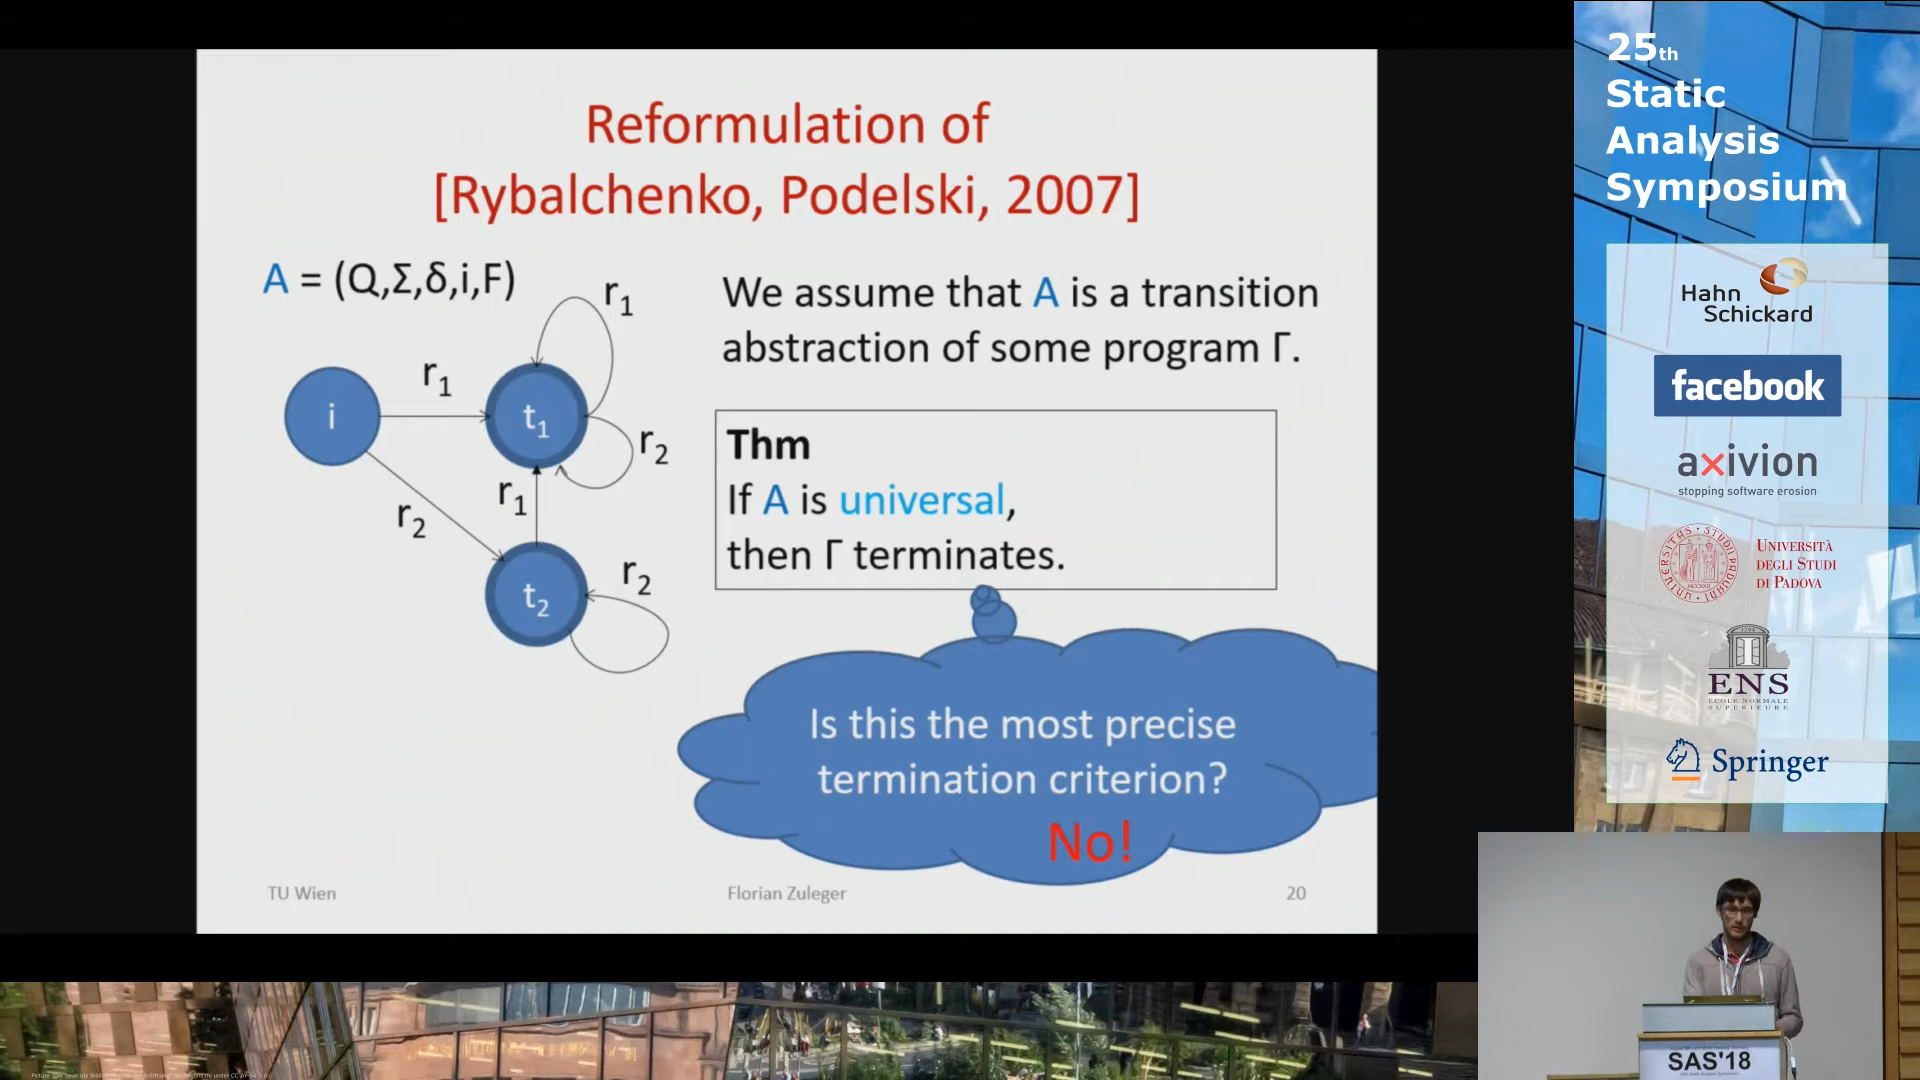 Reformulation of
[Rybalchenko, Podelski, 2007]
A = (Q,Σ,δ,i,F)
r1
i
r1
t1
r2
r1
r2
t2
r2
We assume that A is a transition
abstraction of some program Γ.
Thm
If A is universal,
then Γ terminates.
Is this the most precise
termination criterion?
No!
TU Wien
Florian Zuleger
20
25th
Static
Analysis
Symposium
Hahn
Schickard
facebook
axivion
stopping software erosion
UNIVERSITÀ
DEGLI STUDI
DI PADOVA
ENS
ECOLE NORMALE
SUPERIEURE
Springer
SAS'18